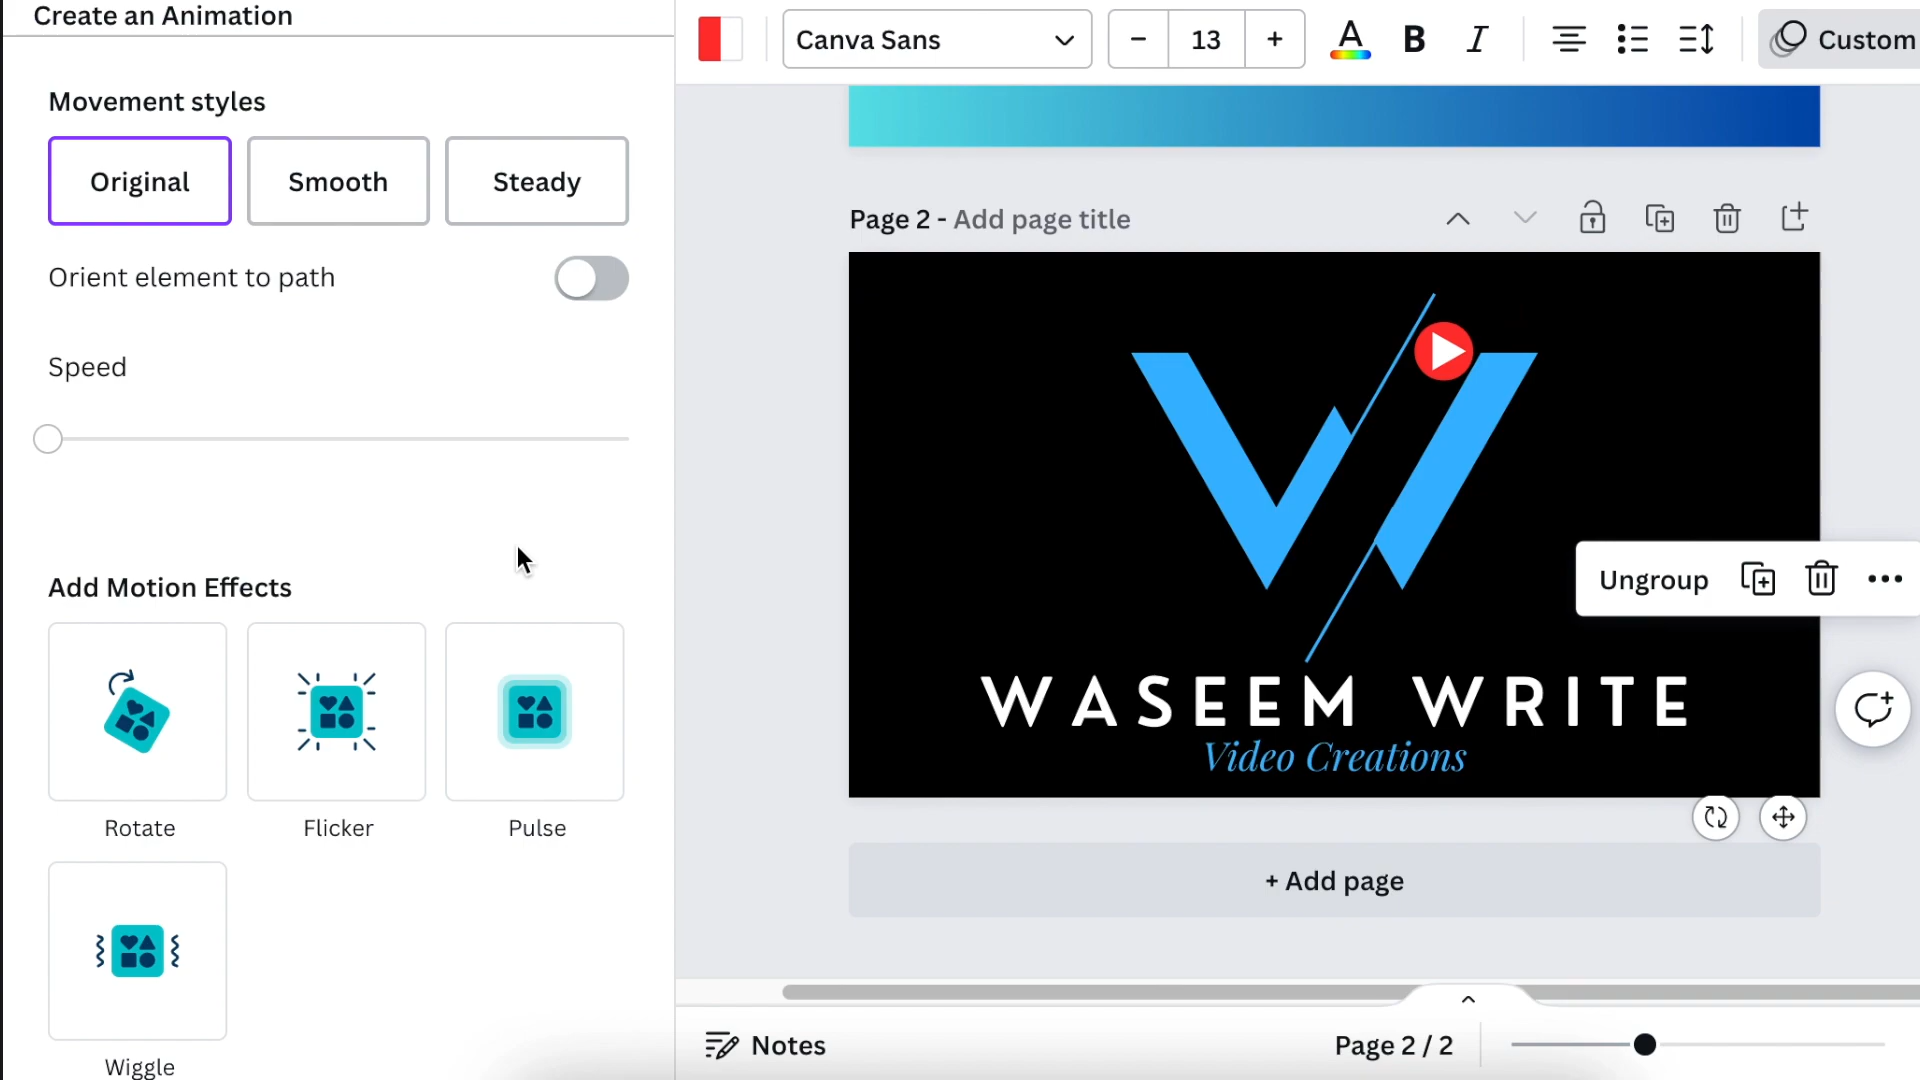 Create an Animation
Movement styles
Original
Smooth
Steady
Orient element to path
Speed
Add Motion Effects
Rotate
Flicker
Pulse
Wiggle
Canva Sans
- 13 +
A B I
Custom
Page 2 - Add page title
WASEEM WRITE
Video Creations
Ungroup
+ Add page
Notes
Page 2 / 2